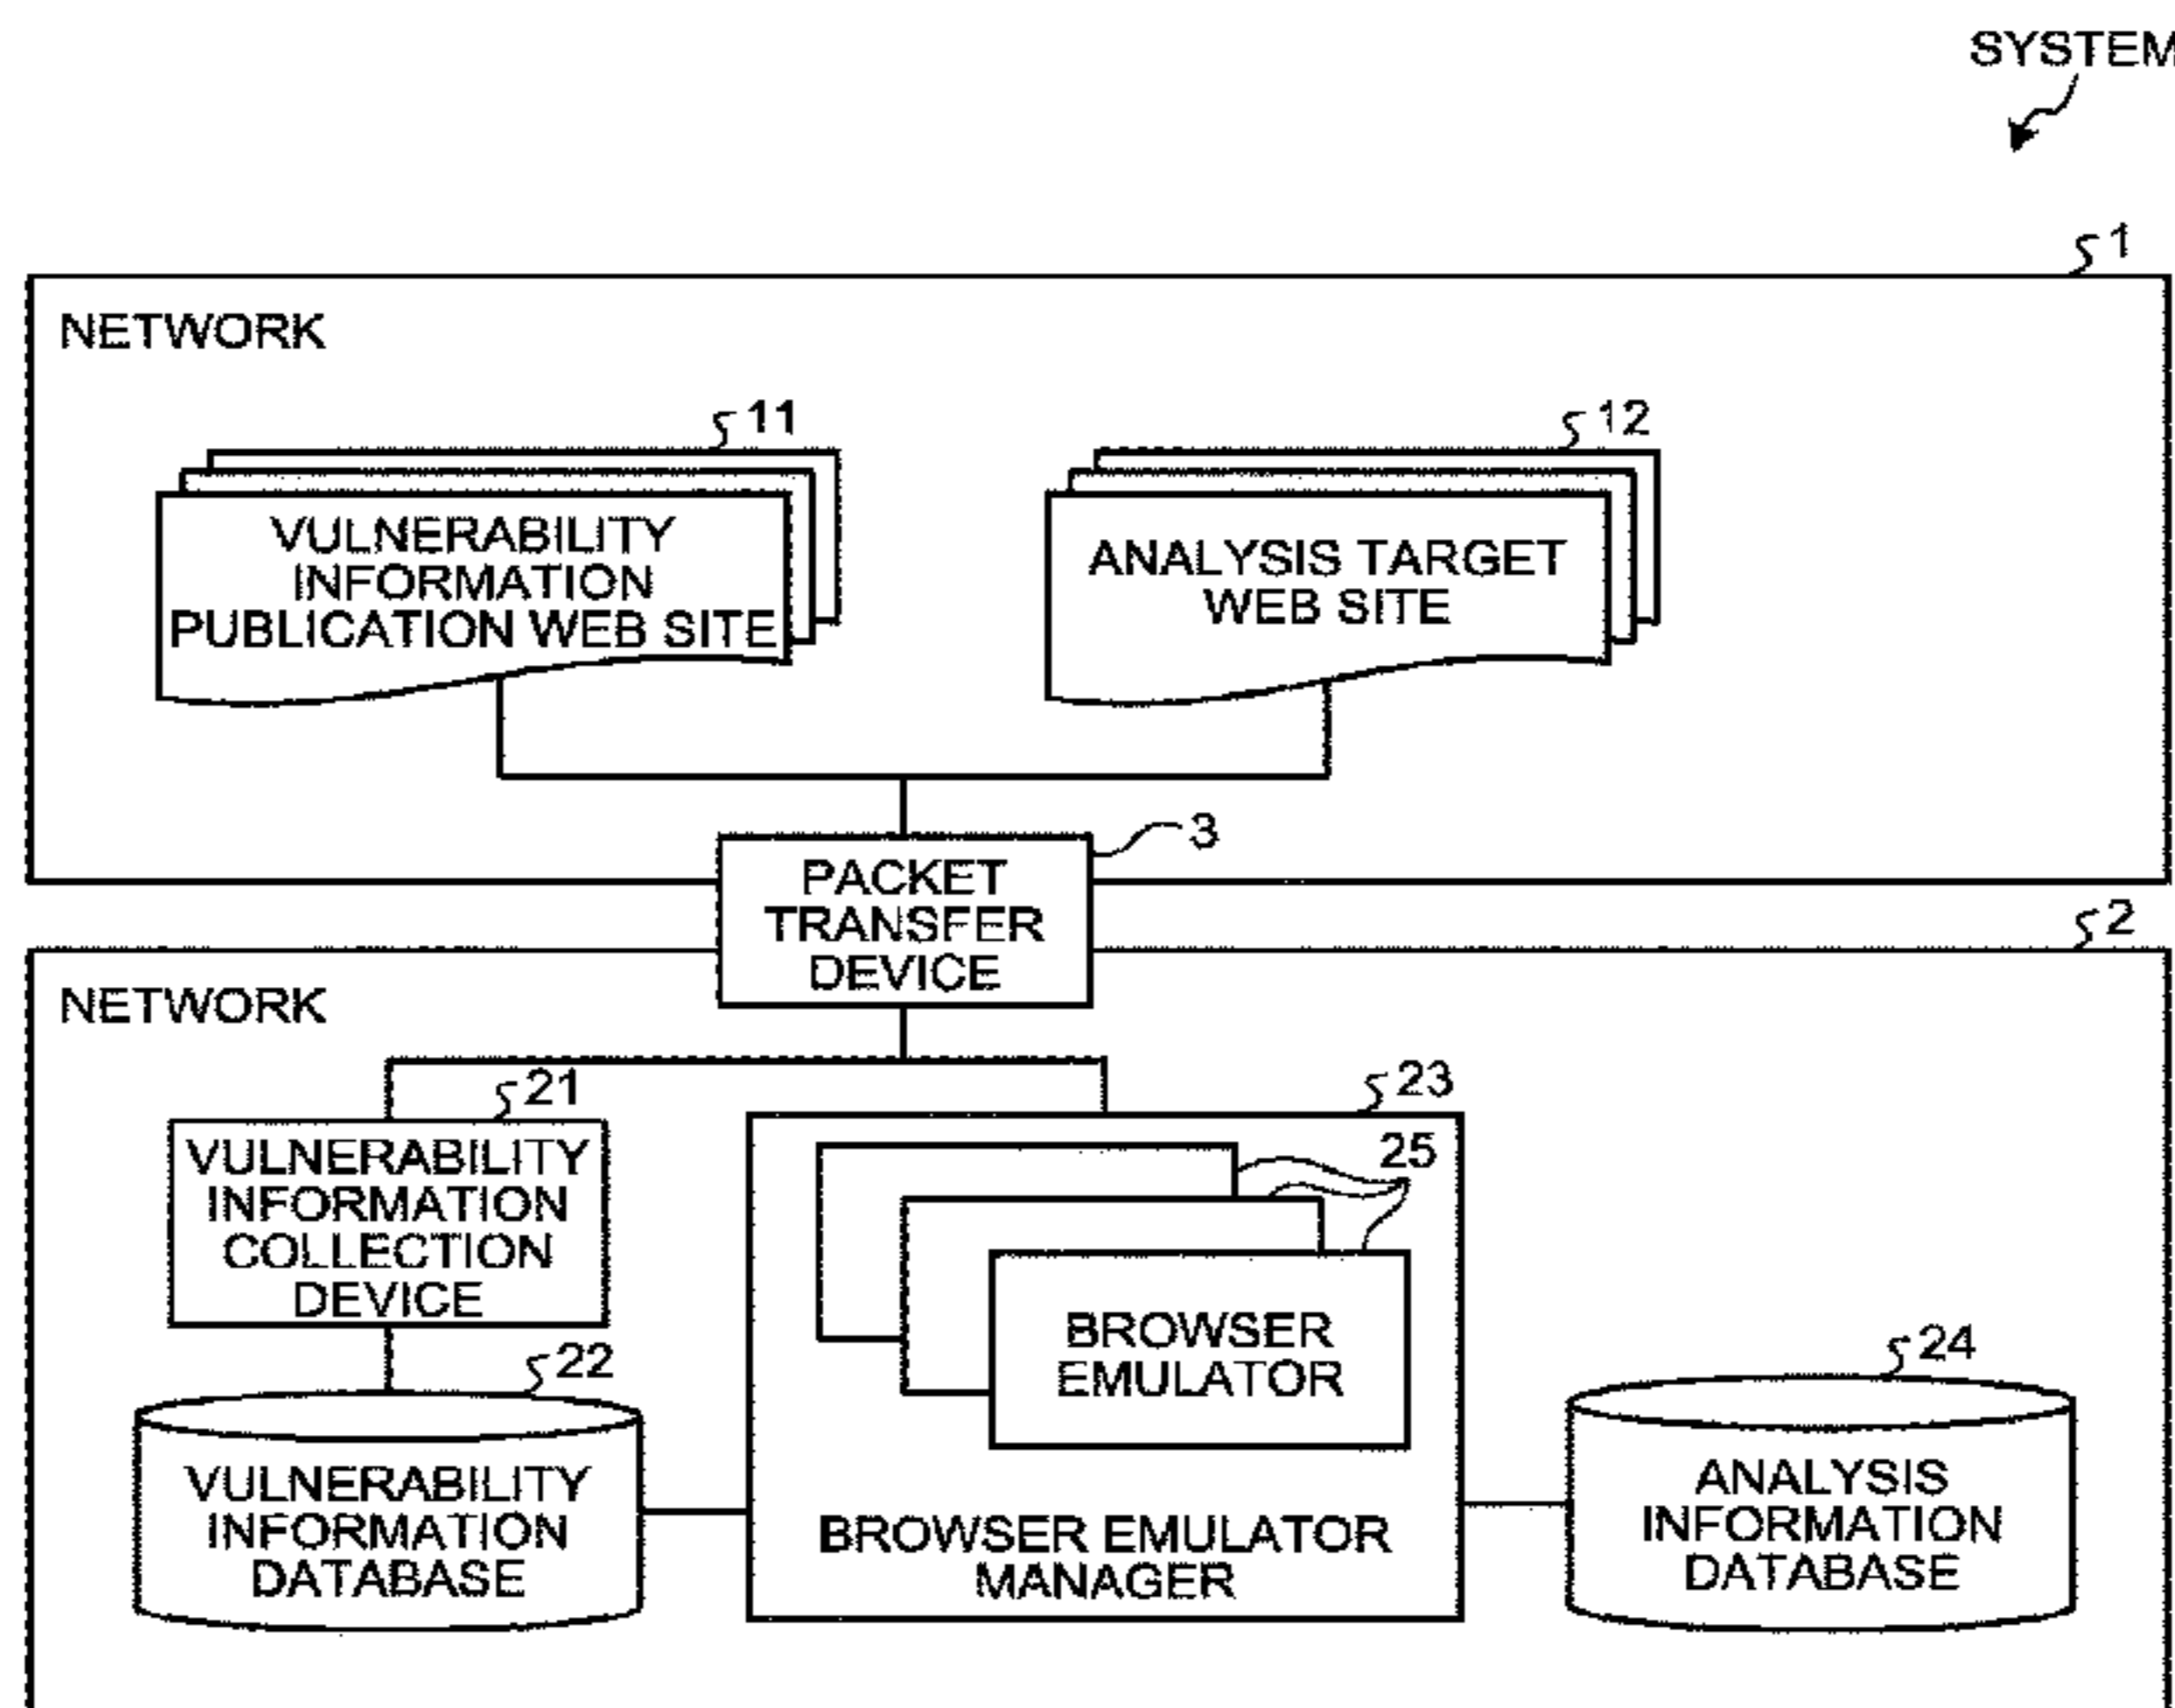 SYSTEM
1
NETWORK
11
12
VULNERABILITY
INFORMATION
PUBLICATION WEB SITE
ANALYSIS TARGET
WEB SITE
3
PACKET
TRANSFER
DEVICE
2
NETWORK
21
23
VULNERABILITY
INFORMATION
COLLECTION
DEVICE
25
BROWSER
EMULATOR
22
24
VULNERABILITY
INFORMATION
DATABASE
BROWSER EMULATOR
MANAGER
ANALYSIS
INFORMATION
DATABASE